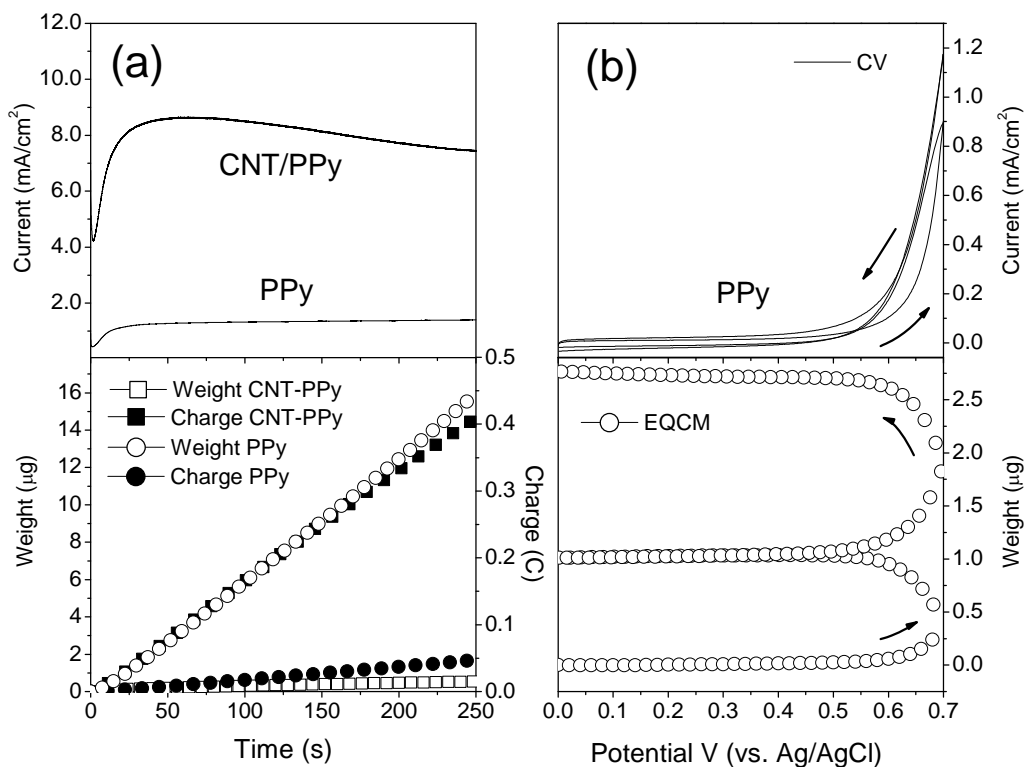 (a)
12.0
10.0
8.0
6.0
4.0
2.0
Current (mA/cm²)
CNT/PPy
PPy
(b)
CV
1.2
1.0
0.8
0.6
0.4
0.2
0.0
Current (mA/cm²)
PPy
16
14
12
10
8
6
4
2
0
Weight (μg)
Weight CNT-PPy
Charge CNT-PPy
Weight PPy
Charge PPy
0.5
0.4
0.3
0.2
0.1
0.0
Charge (C)
0 50 100 150 200 250
Time (s)
EQCM
2.5
2.0
1.5
1.0
0.5
0.0
Weight (μg)
0.0 0.1 0.2 0.3 0.4 0.5 0.6 0.7
Potential V (vs. Ag/AgCl)